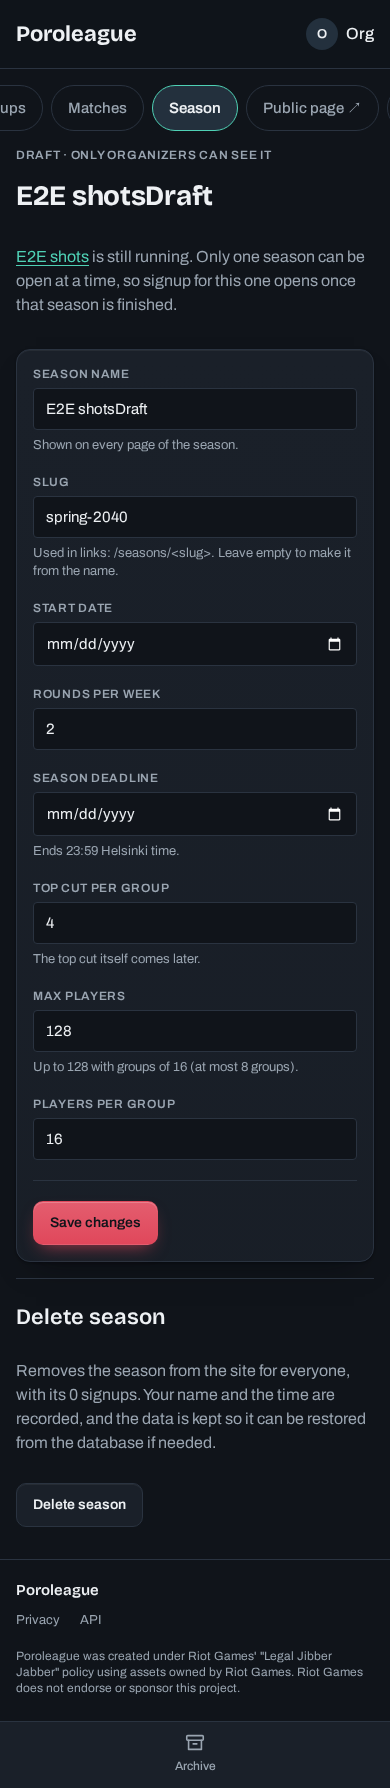 Poroleague
O Org
ups Matches Season Public page ↗
DRAFT · ONLY ORGANIZERS CAN SEE IT
E2E shotsDraft
E2E shots is still running. Only one season can be
open at a time, so signup for this one opens once
that season is finished.
SEASON NAME
E2E shotsDraft
Shown on every page of the season.
SLUG
spring-2040
Used in links: /seasons/<slug>. Leave empty to make it
from the name.
START DATE
mm/dd/yyyy
ROUNDS PER WEEK
2
SEASON DEADLINE
mm/dd/yyyy
Ends 23:59 Helsinki time.
TOP CUT PER GROUP
4
The top cut itself comes later.
MAX PLAYERS
128
Up to 128 with groups of 16 (at most 8 groups).
PLAYERS PER GROUP
16
Save changes
Delete season
Removes the season from the site for everyone,
with its 0 signups. Your name and the time are
recorded, and the data is kept so it can be restored
from the database if needed.
Delete season
Poroleague
Privacy API
Poroleague was created under Riot Games' "Legal Jibber
Jabber" policy using assets owned by Riot Games. Riot Games
does not endorse or sponsor this project.
Archive